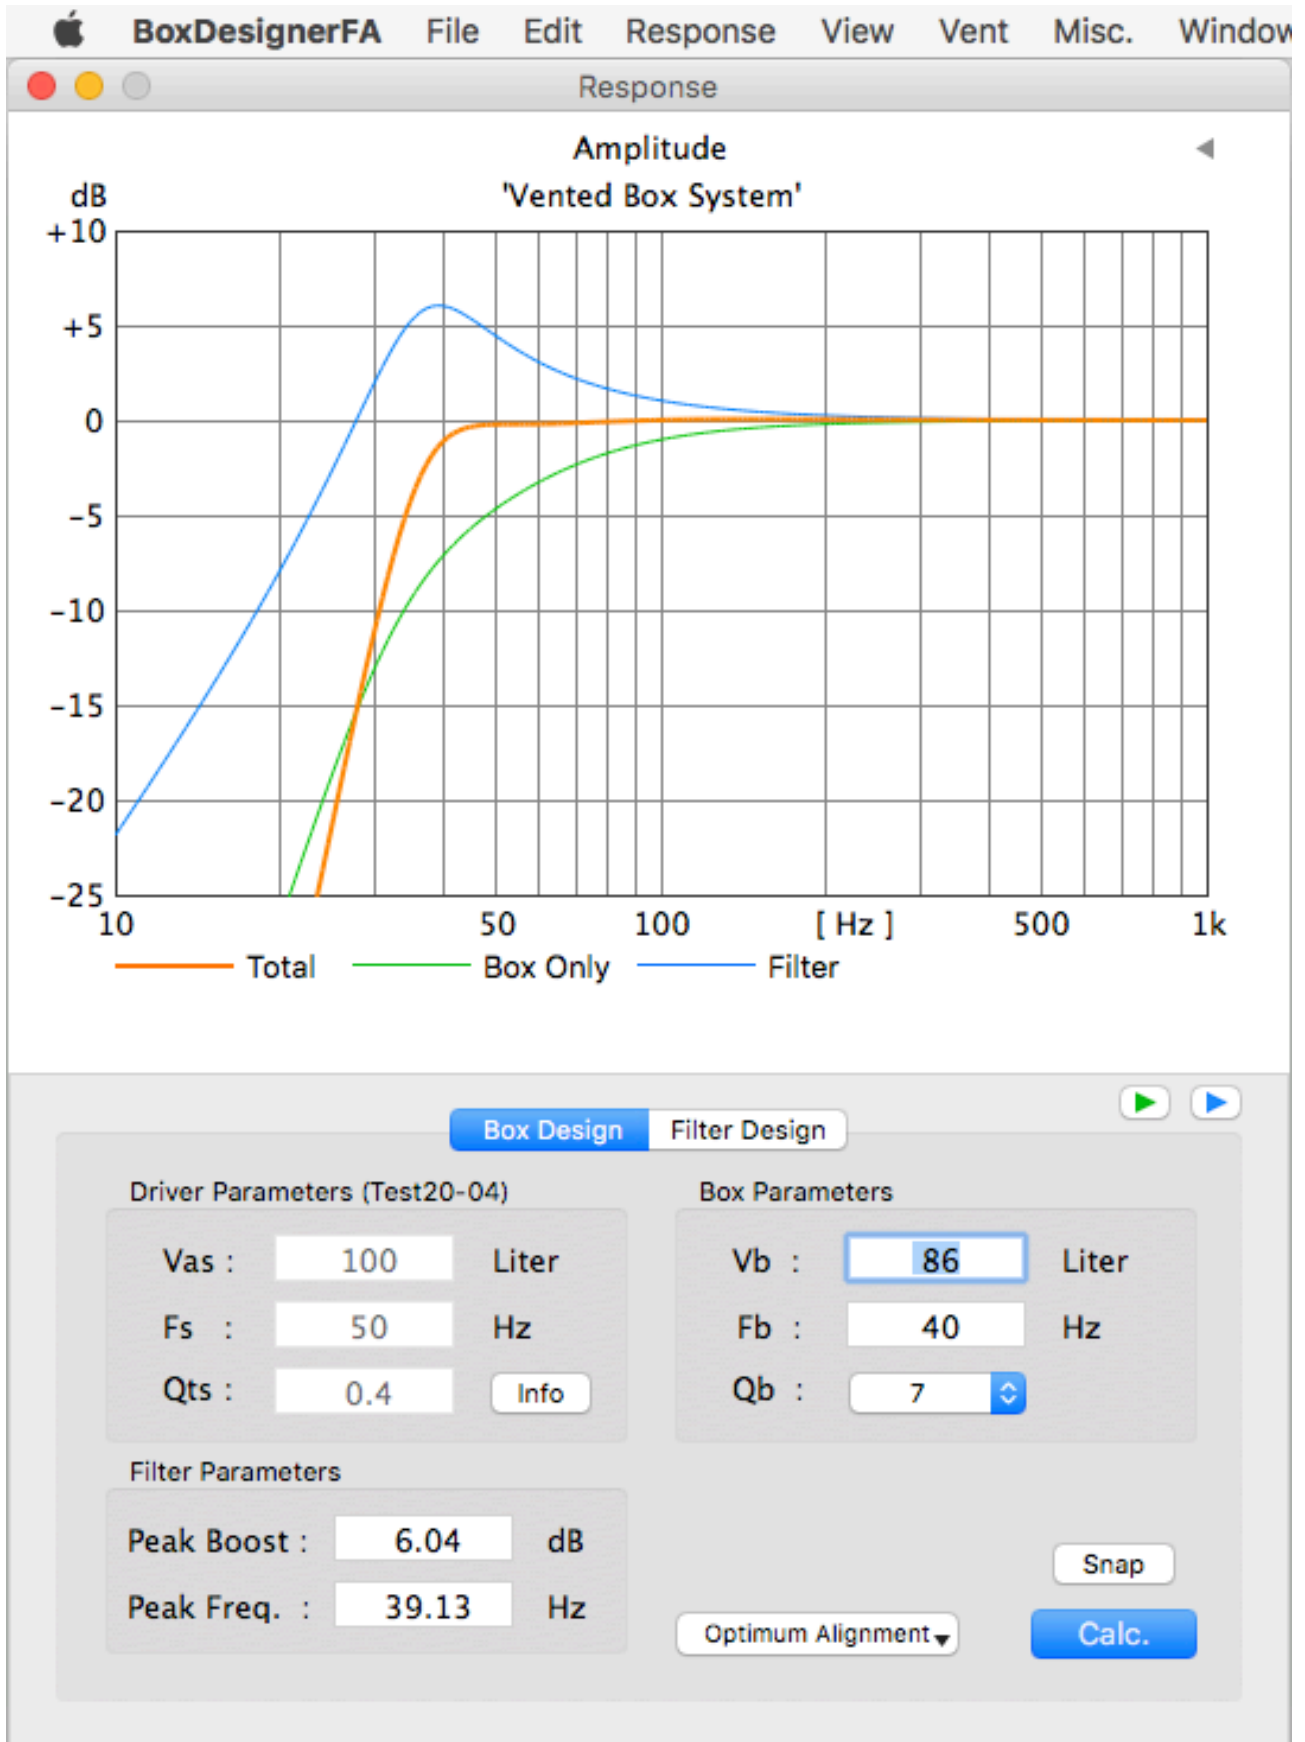 BoxDesignerFA File Edit Response View Vent Misc. Window
Response
Amplitude
dB 'Vented Box System'
+10
+5
0
−5
−10
−15
−20
−25
10 50 100 [ Hz ] 500 1k
Total Box Only Filter
Box Design Filter Design
Driver Parameters (Test20-04) Box Parameters
Vas : 100 Liter Vb : 86 Liter
Fs : 50 Hz Fb : 40 Hz
Qts : 0.4 Info Qb : 7
Filter Parameters
Peak Boost : 6.04 dB
Snap
Peak Freq. : 39.13 Hz
Optimum Alignment Calc.